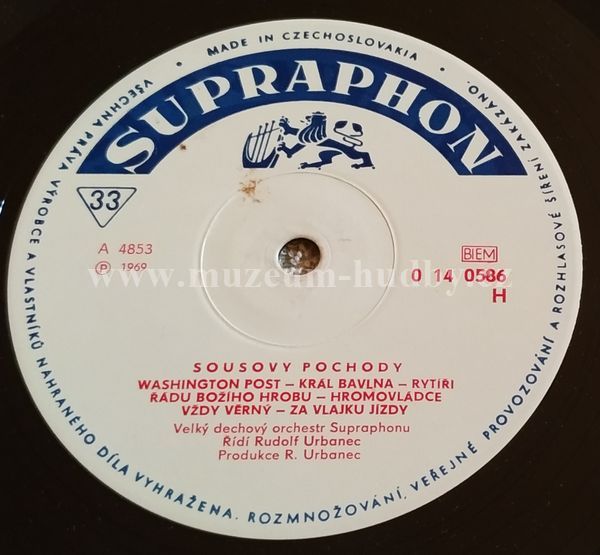 MADE IN CZECHOSLOVAKIA
SUPRAPHON
33
A 4853
℗ 1969
BIEM
0 14 0586
H
www.muzeum-hudby.cz
SOUSOVY POCHODY
WASHINGTON POST – KRÁL BAVLNA – RYTÍŘI
ŘÁDU BOŽÍHO HROBU – HROMOVLÁDCE
VŽDY VĚRNÝ – ZA VLAJKU JÍZDY
Velký dechový orchestr Supraphonu
Řídí Rudolf Urbanec
Produkce R. Urbanec
VŠECHNA PRÁVA VÝROBCE A VLASTNÍKŮ NAHRANÉHO DÍLA VYHRAŽENA. ROZMNOŽOVÁNÍ, VEŘEJNÉ PROVOZOVÁNÍ A ROZHLASOVÉ ŠÍŘENÍ ZAKÁZÁNO.